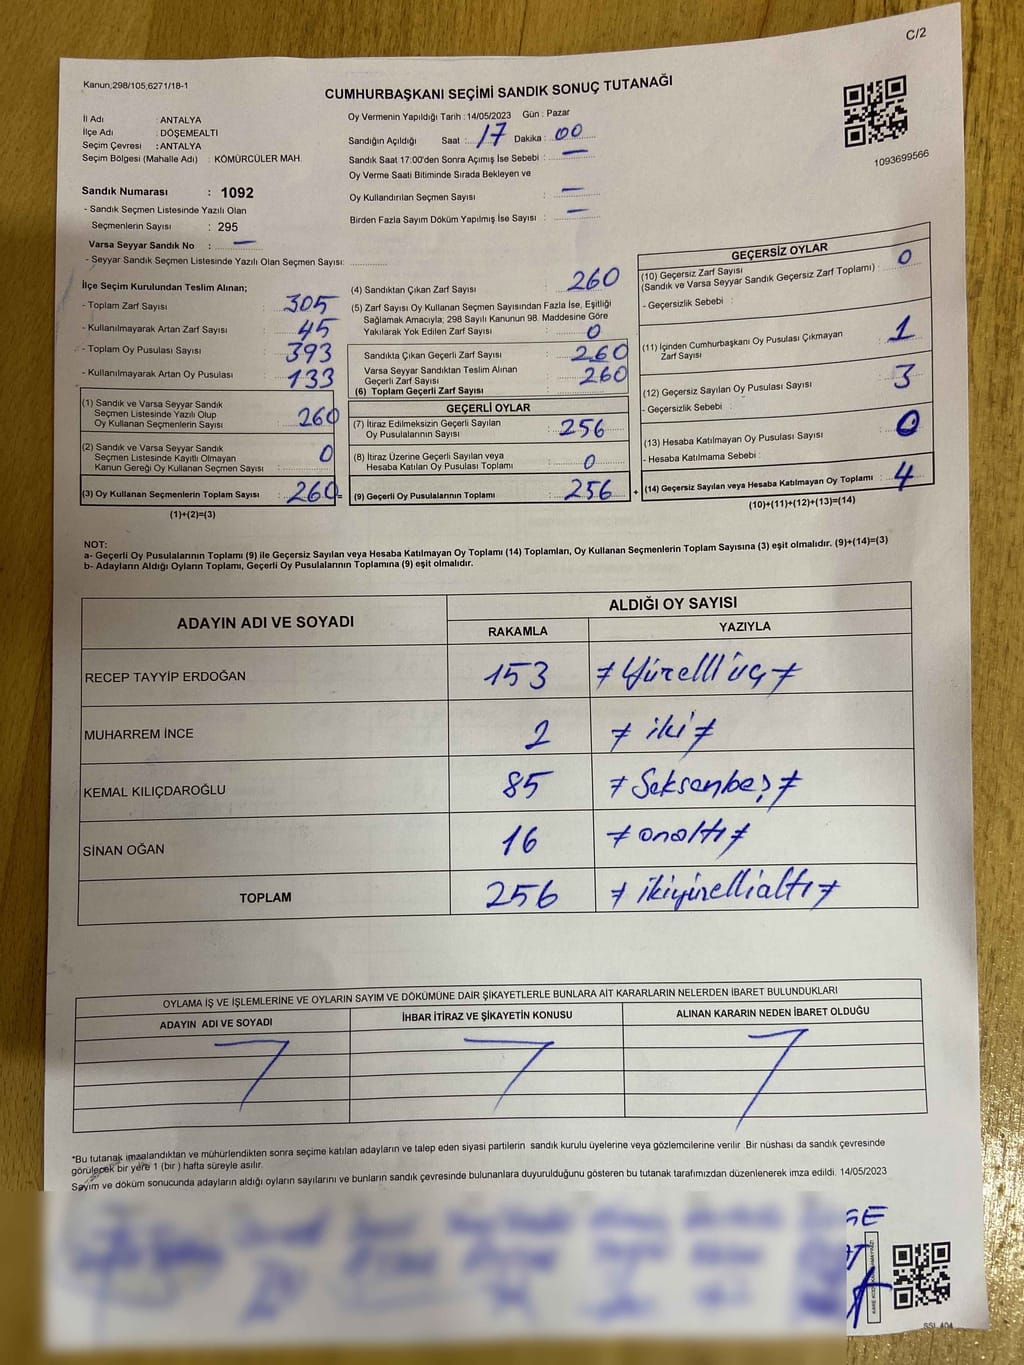 C/2
Kanun,298/105,6271/18-1
CUMHURBAŞKANI SEÇİMİ SANDIK SONUÇ TUTANAĞI
İl Adı : ANTALYA
İlçe Adı : DÖŞEMEALTI
Seçim Çevresi : ANTALYA
Seçim Bölgesi (Mahalle Adı) : KÖMÜRCÜLER MAH.
Oy Vermenin Yapıldığı Tarih : 14/05/2023 Gün : Pazar
Sandığın Açıldığı Saat : 17 Dakika : 00
Sandık Saat 17:00'den Sonra Açımış İse Sebebi : —
Oy Verme Saati Bitiminde Sırada Bekleyen ve
Oy Kullandırılan Seçmen Sayısı : —
Birden Fazla Sayım Döküm Yapılmış İse Sayısı : —
1093699566
Sandık Numarası : 1092
- Sandık Seçmen Listesinde Yazılı Olan
Seçmenlerin Sayısı : 295
Varsa Seyyar Sandık No : —
- Seyyar Sandık Seçmen Listesinde Yazılı Olan Seçmen Sayısı:
İlçe Seçim Kurulundan Teslim Alınan;
- Toplam Zarf Sayısı : 305
- Kullanılmayarak Artan Zarf Sayısı : 45
- Toplam Oy Pusulası Sayısı : 393
- Kullanılmayarak Artan Oy Pusulası : 133
(1) Sandık ve Varsa Seyyar Sandık
Seçmen Listesinde Yazılı Olup
Oy Kullanan Seçmenlerin Sayısı : 260
(2) Sandık ve Varsa Seyyar Sandık
Seçmen Listesinde Kayıtlı Olmayan
Kanun Gereği Oy Kullanan Seçmen Sayısı : 0
(3) Oy Kullanan Seçmenlerin Toplam Sayısı : 260 =
(1)+(2)=(3)
(4) Sandıktan Çıkan Zarf Sayısı : 260
(5) Zarf Sayısı Oy Kullanan Seçmen Sayısından Fazla İse, Eşitliği
Sağlamak Amacıyla; 298 Sayılı Kanunun 98. Maddesine Göre
Yakılarak Yok Edilen Zarf Sayısı : 0
Sandıkta Çıkan Geçerli Zarf Sayısı : 260
Varsa Seyyar Sandıktan Teslim Alınan
Geçerli Zarf Sayısı : 260
(6) Toplam Geçerli Zarf Sayısı :
GEÇERLİ OYLAR
(7) İtiraz Edilmeksizin Geçerli Sayılan
Oy Pusulalarının Sayısı : 256
(8) İtiraz Üzerine Geçerli Sayılan veya
Hesaba Katılan Oy Pusulası Toplamı : 0
(9) Geçerli Oy Pusulalarının Toplamı : 256 +
GEÇERSİZ OYLAR
(10) Geçersiz Zarf Sayısı
(Sandık ve Varsa Seyyar Sandık Geçersiz Zarf Toplamı) : 0
- Geçersizlik Sebebi :
(11) İçinden Cumhurbaşkanı Oy Pusulası Çıkmayan
Zarf Sayısı : 1
(12) Geçersiz Sayılan Oy Pusulası Sayısı : 3
- Geçersizlik Sebebi :
(13) Hesaba Katılmayan Oy Pusulası Sayısı : 0
- Hesaba Katılmama Sebebi :
(14) Geçersiz Sayılan veya Hesaba Katılmayan Oy Toplamı : 4
(10)+(11)+(12)+(13)=(14)
NOT:
a- Geçerli Oy Pusulalarının Toplamı (9) ile Geçersiz Sayılan veya Hesaba Katılmayan Oy Toplamı (14) Toplamları, Oy Kullanan Seçmenlerin Toplam Sayısına (3) eşit olmalıdır. (9)+(14)=(3)
b- Adayların Aldığı Oyların Toplamı, Geçerli Oy Pusulalarının Toplamına (9) eşit olmalıdır.
ADAYIN ADI VE SOYADI ALDIĞI OY SAYISI
RAKAMLA YAZIYLA
RECEP TAYYİP ERDOĞAN 153 Yüzelli üç
MUHARREM İNCE 2 iki
KEMAL KILIÇDAROĞLU 85 Seksenbeş
SİNAN OĞAN 16 onaltı
TOPLAM 256 ikiyüzellialtı
OYLAMA İŞ VE İŞLEMLERİNE VE OYLARIN SAYIM VE DÖKÜMÜNE DAİR ŞİKAYETLERLE BUNLARA AİT KARARLARIN NELERDEN İBARET BULUNDUKLARI
ADAYIN ADI VE SOYADI İHBAR İTİRAZ VE ŞİKAYETİN KONUSU ALINAN KARARIN NEDEN İBARET OLDUĞU
*Bu tutanak imzalandıktan ve mühürlendikten sonra seçime katılan adayların ve talep eden siyasi partilerin sandık kurulu üyelerine veya gözlemcilerine verilir .Bir nüshası da sandık çevresinde
görülecek bir yere 1 (bir ) hafta süreyle asılır.
Sayım ve döküm sonucunda adayların aldığı oyların sayılarını ve bunların sandık çevresinde bulunanlara duyurulduğunu gösteren bu tutanak tarafımızdan düzenlenerek imza edildi. 14/05/2023
SSI 404